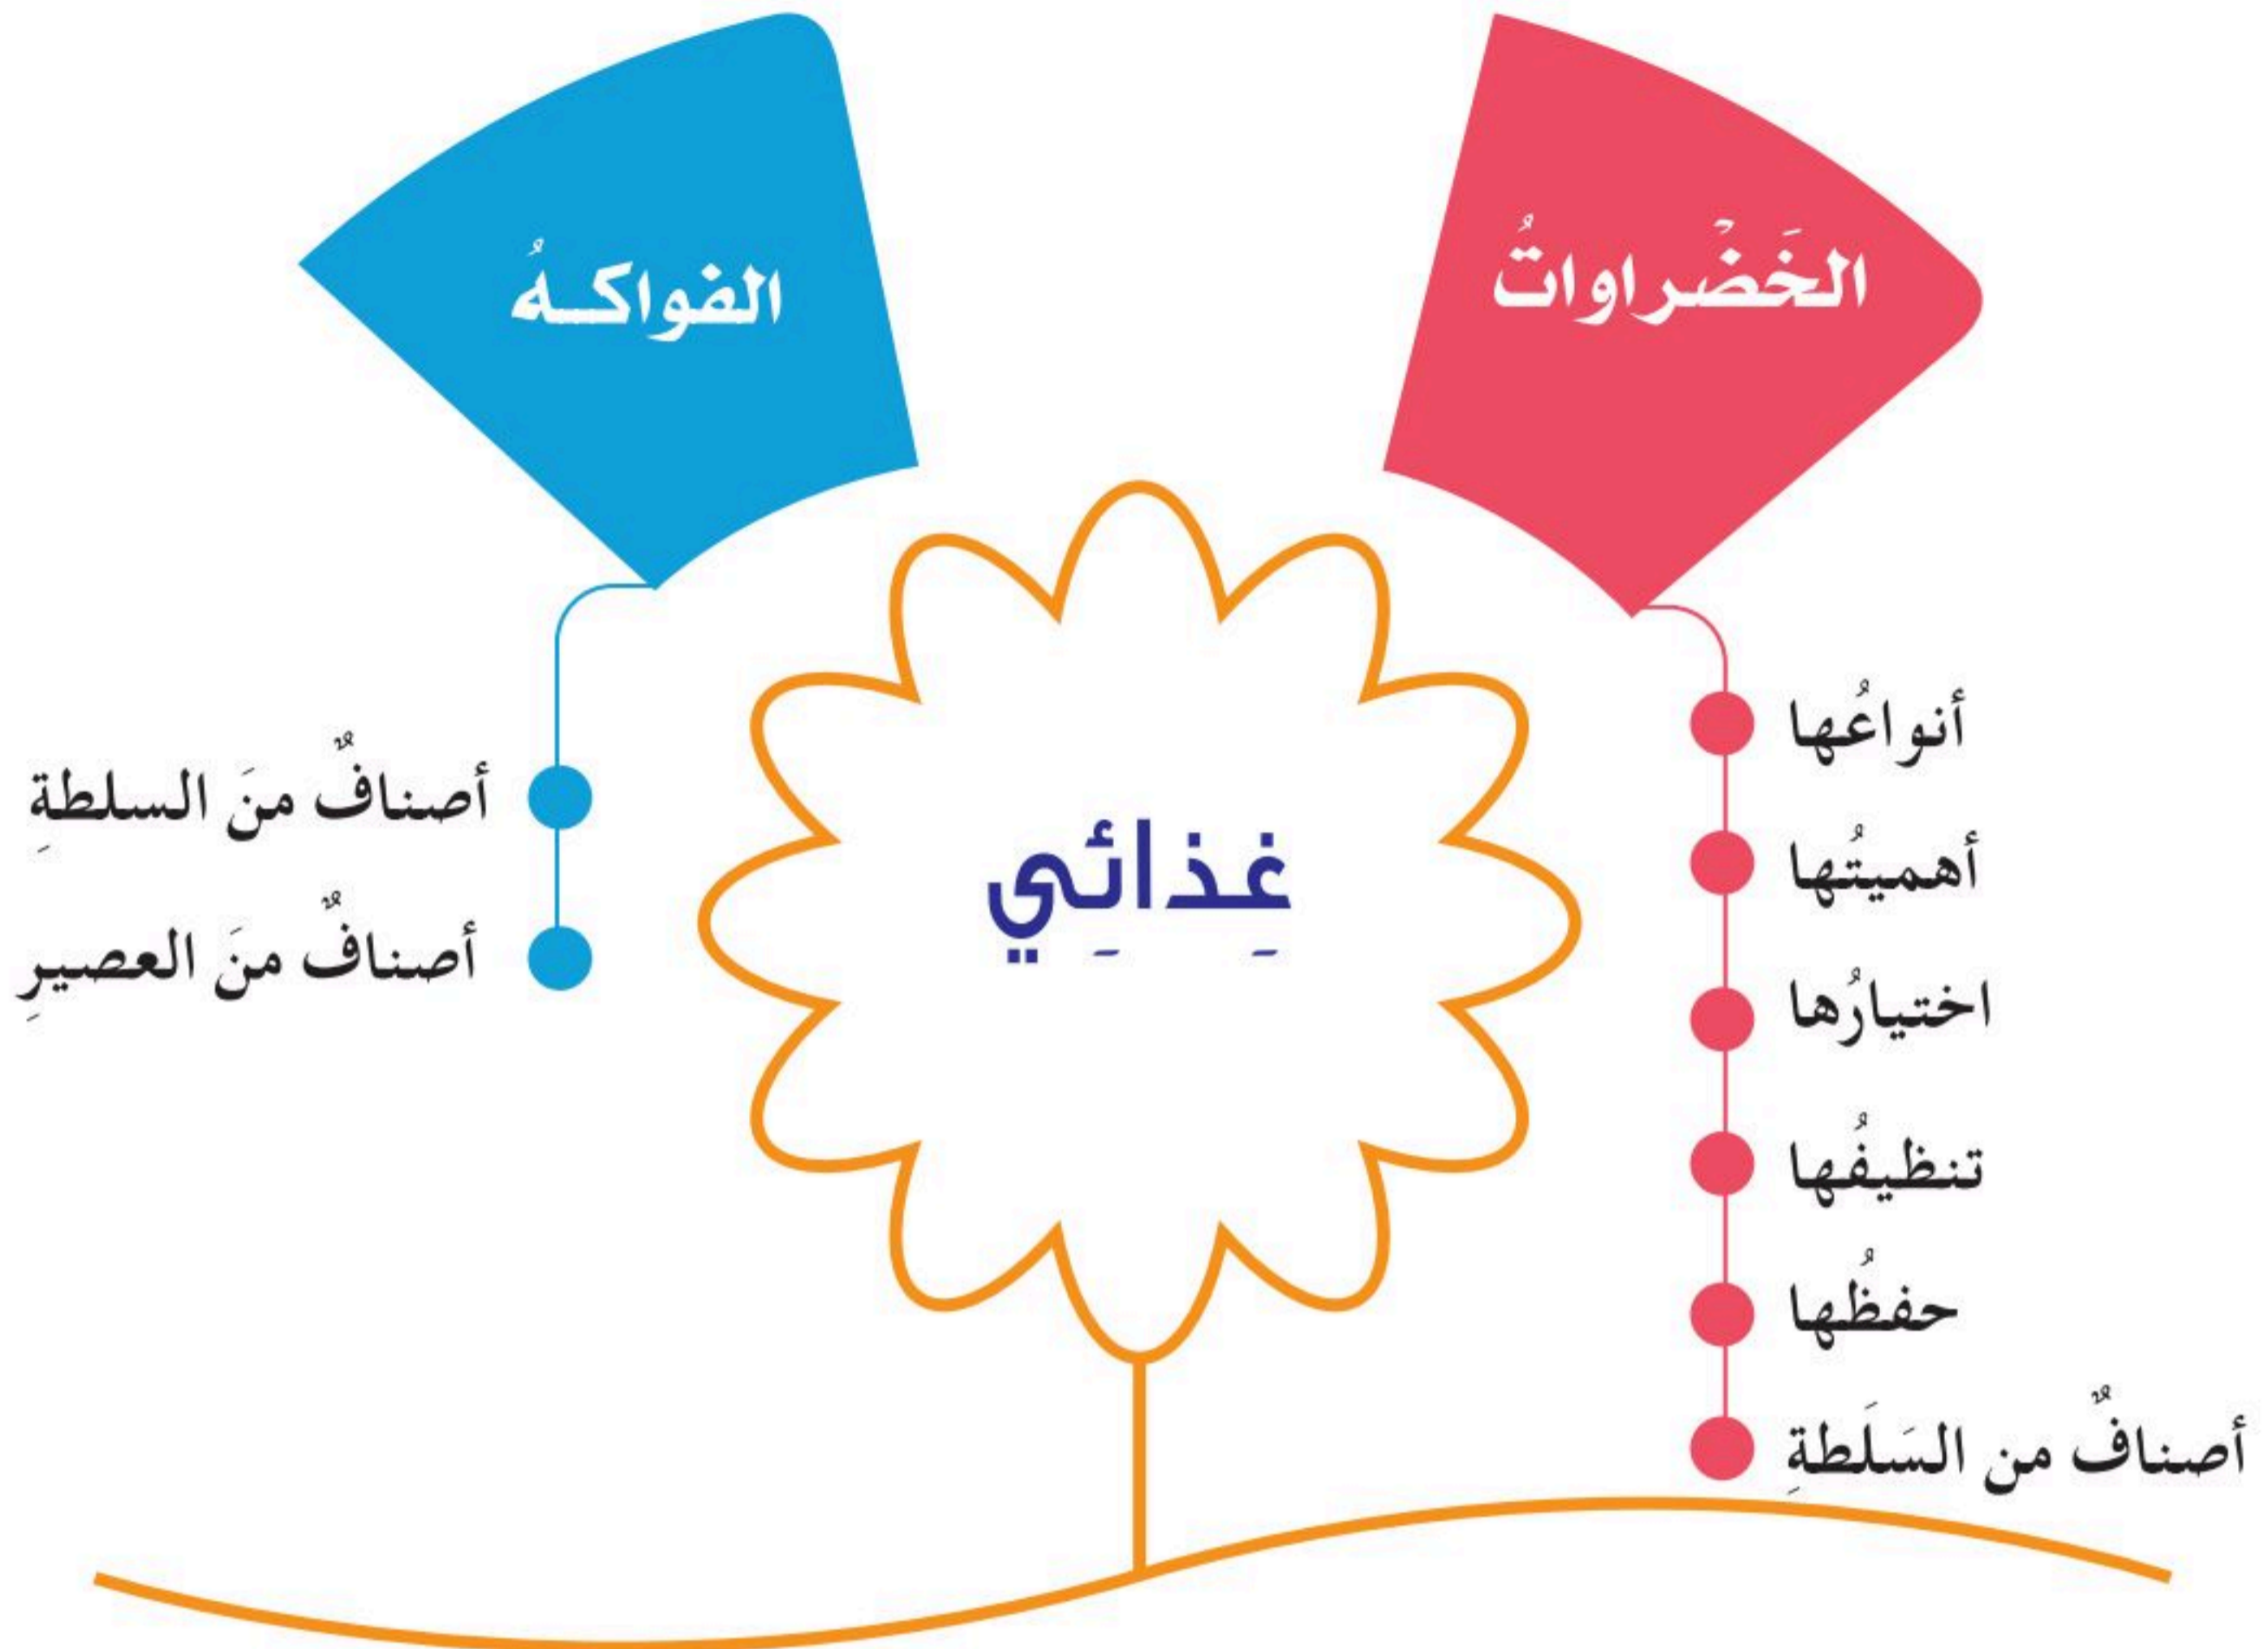 الخَضْراواتُ
أنواعُها
أهميتُها
اختيارُها
تنظيفُها
حفظُها
أصنافٌ من السَلَطةِ
غِذائِي
الفواكهُ
أصنافٌ منَ السلطةِ
أصنافٌ منَ العصيرِ